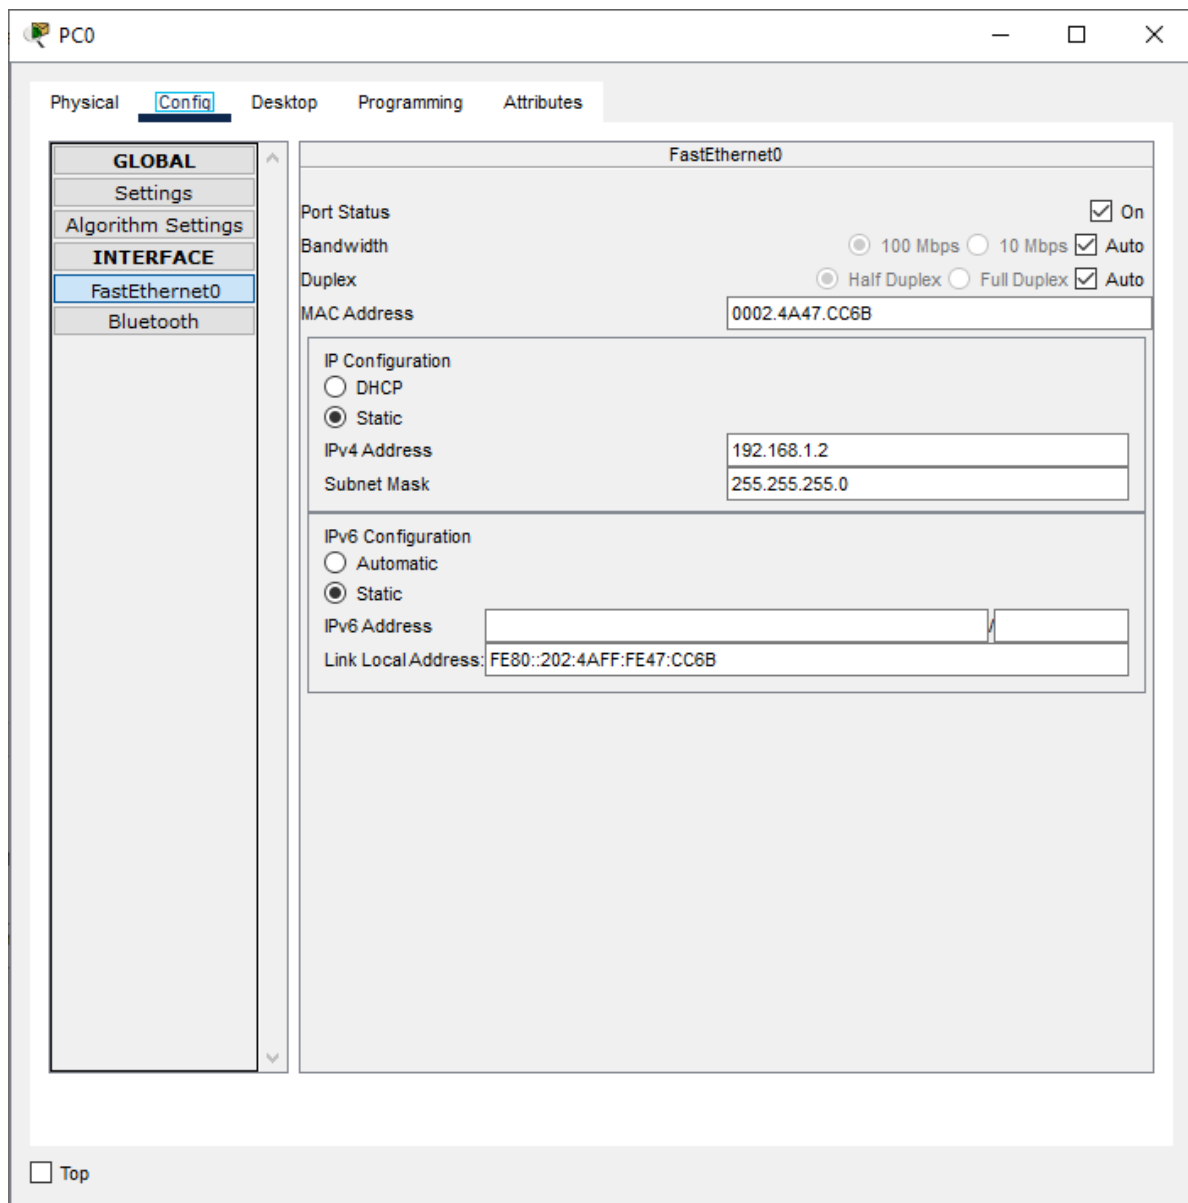 PC0
Physical Config Desktop Programming Attributes
GLOBAL
Settings
Algorithm Settings
INTERFACE
FastEthernet0
Bluetooth
FastEthernet0
Port Status On
Bandwidth 100 Mbps 10 Mbps Auto
Duplex Half Duplex Full Duplex Auto
MAC Address 0002.4A47.CC6B
IP Configuration
DHCP
Static
IPv4 Address 192.168.1.2
Subnet Mask 255.255.255.0
IPv6 Configuration
Automatic
Static
IPv6 Address /
Link Local Address: FE80::202:4AFF:FE47:CC6B
Top